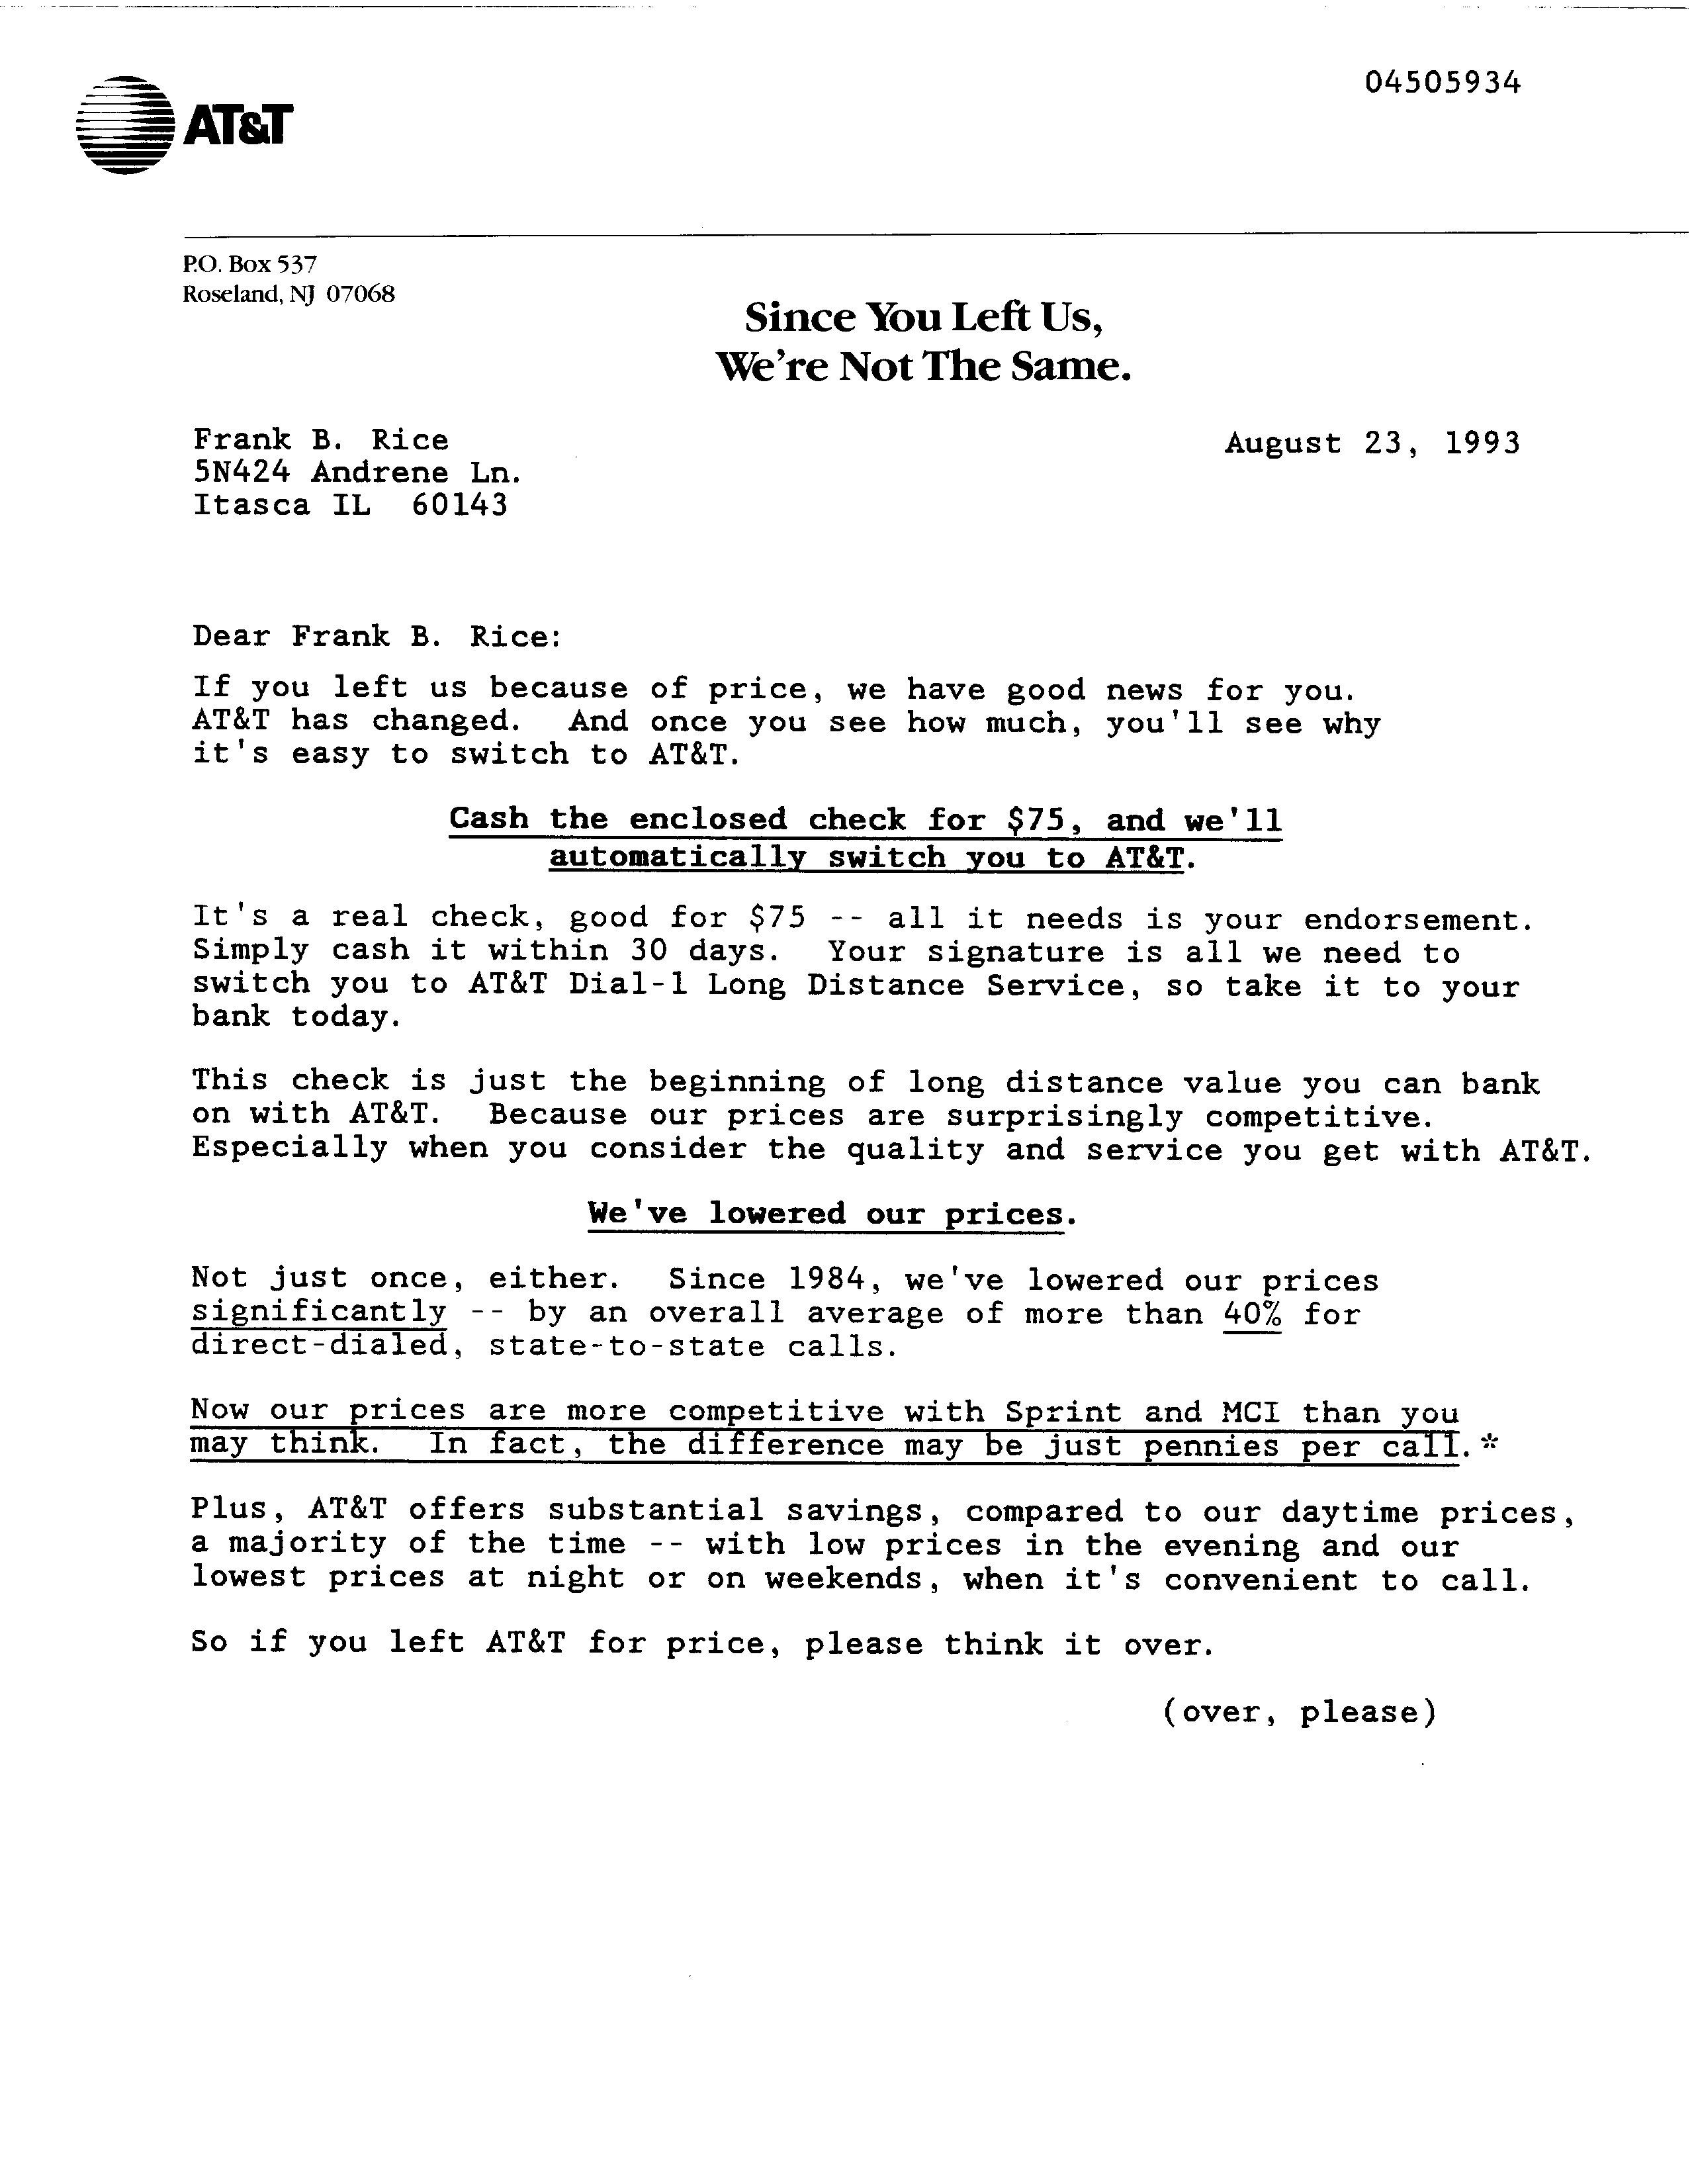 04505934
AT&T
P.O. Box 537
Roseland, NJ 07068
Since You Left Us,
We're Not The Same.
Frank B. Rice
August 23, 1993
5N424 Andrene Ln.
Itasca IL 60143
Dear Frank B. Rice:
If you left us because of price, we have good news for you.
AT&T has changed. And once you see how much, you'll see why
it's easy to switch to AT&T.
Cash the enclosed check for $75, and we'll
automatically switch you to AT&T.
It's a real check, good for $75 -- all it needs is your endorsement.
Simply cash it within 30 days. Your signature is all we need to
switch you to AT&T Dial-1 Long Distance Service, so take it to your
bank today.
This check is just the beginning of long distance value you can bank
on with AT&T. Because our prices are surprisingly competitive.
Especially when you consider the quality and service you get with AT&T.
We've lowered our prices.
Not just once, either. Since 1984, we've lowered our prices
significantly -- by an overall average of more than 40% for
direct-dialed, state-to-state calls.
Now our prices are more competitive with Sprint and MCI than you
may think. In fact, the difference may be just pennies per call.*
Plus, AT&T offers substantial savings, compared to our daytime prices,
a majority of the time -- with low prices in the evening and our
lowest prices at night or on weekends, when it's convenient to call.
So if you left AT&T for price, please think it over.
(over, please)